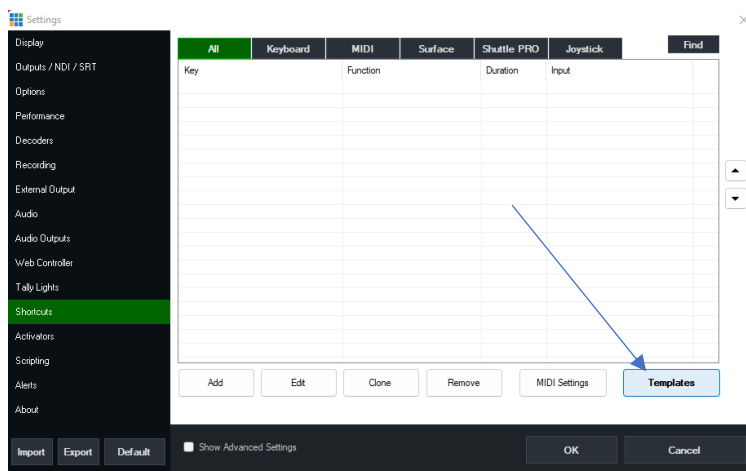 Settings
Display
Outputs / NDI / SRT
Options
Performance
Decoders
Recording
External Output
Audio
Audio Outputs
Web Controller
Tally Lights
Shortcuts
Activators
Scripting
Alerts
About
Import Export Default
All Keyboard MIDI Surface Shuttle PRO Joystick Find
Key Function Duration Input
Add Edit Clone Remove MIDI Settings Templates
Show Advanced Settings OK Cancel